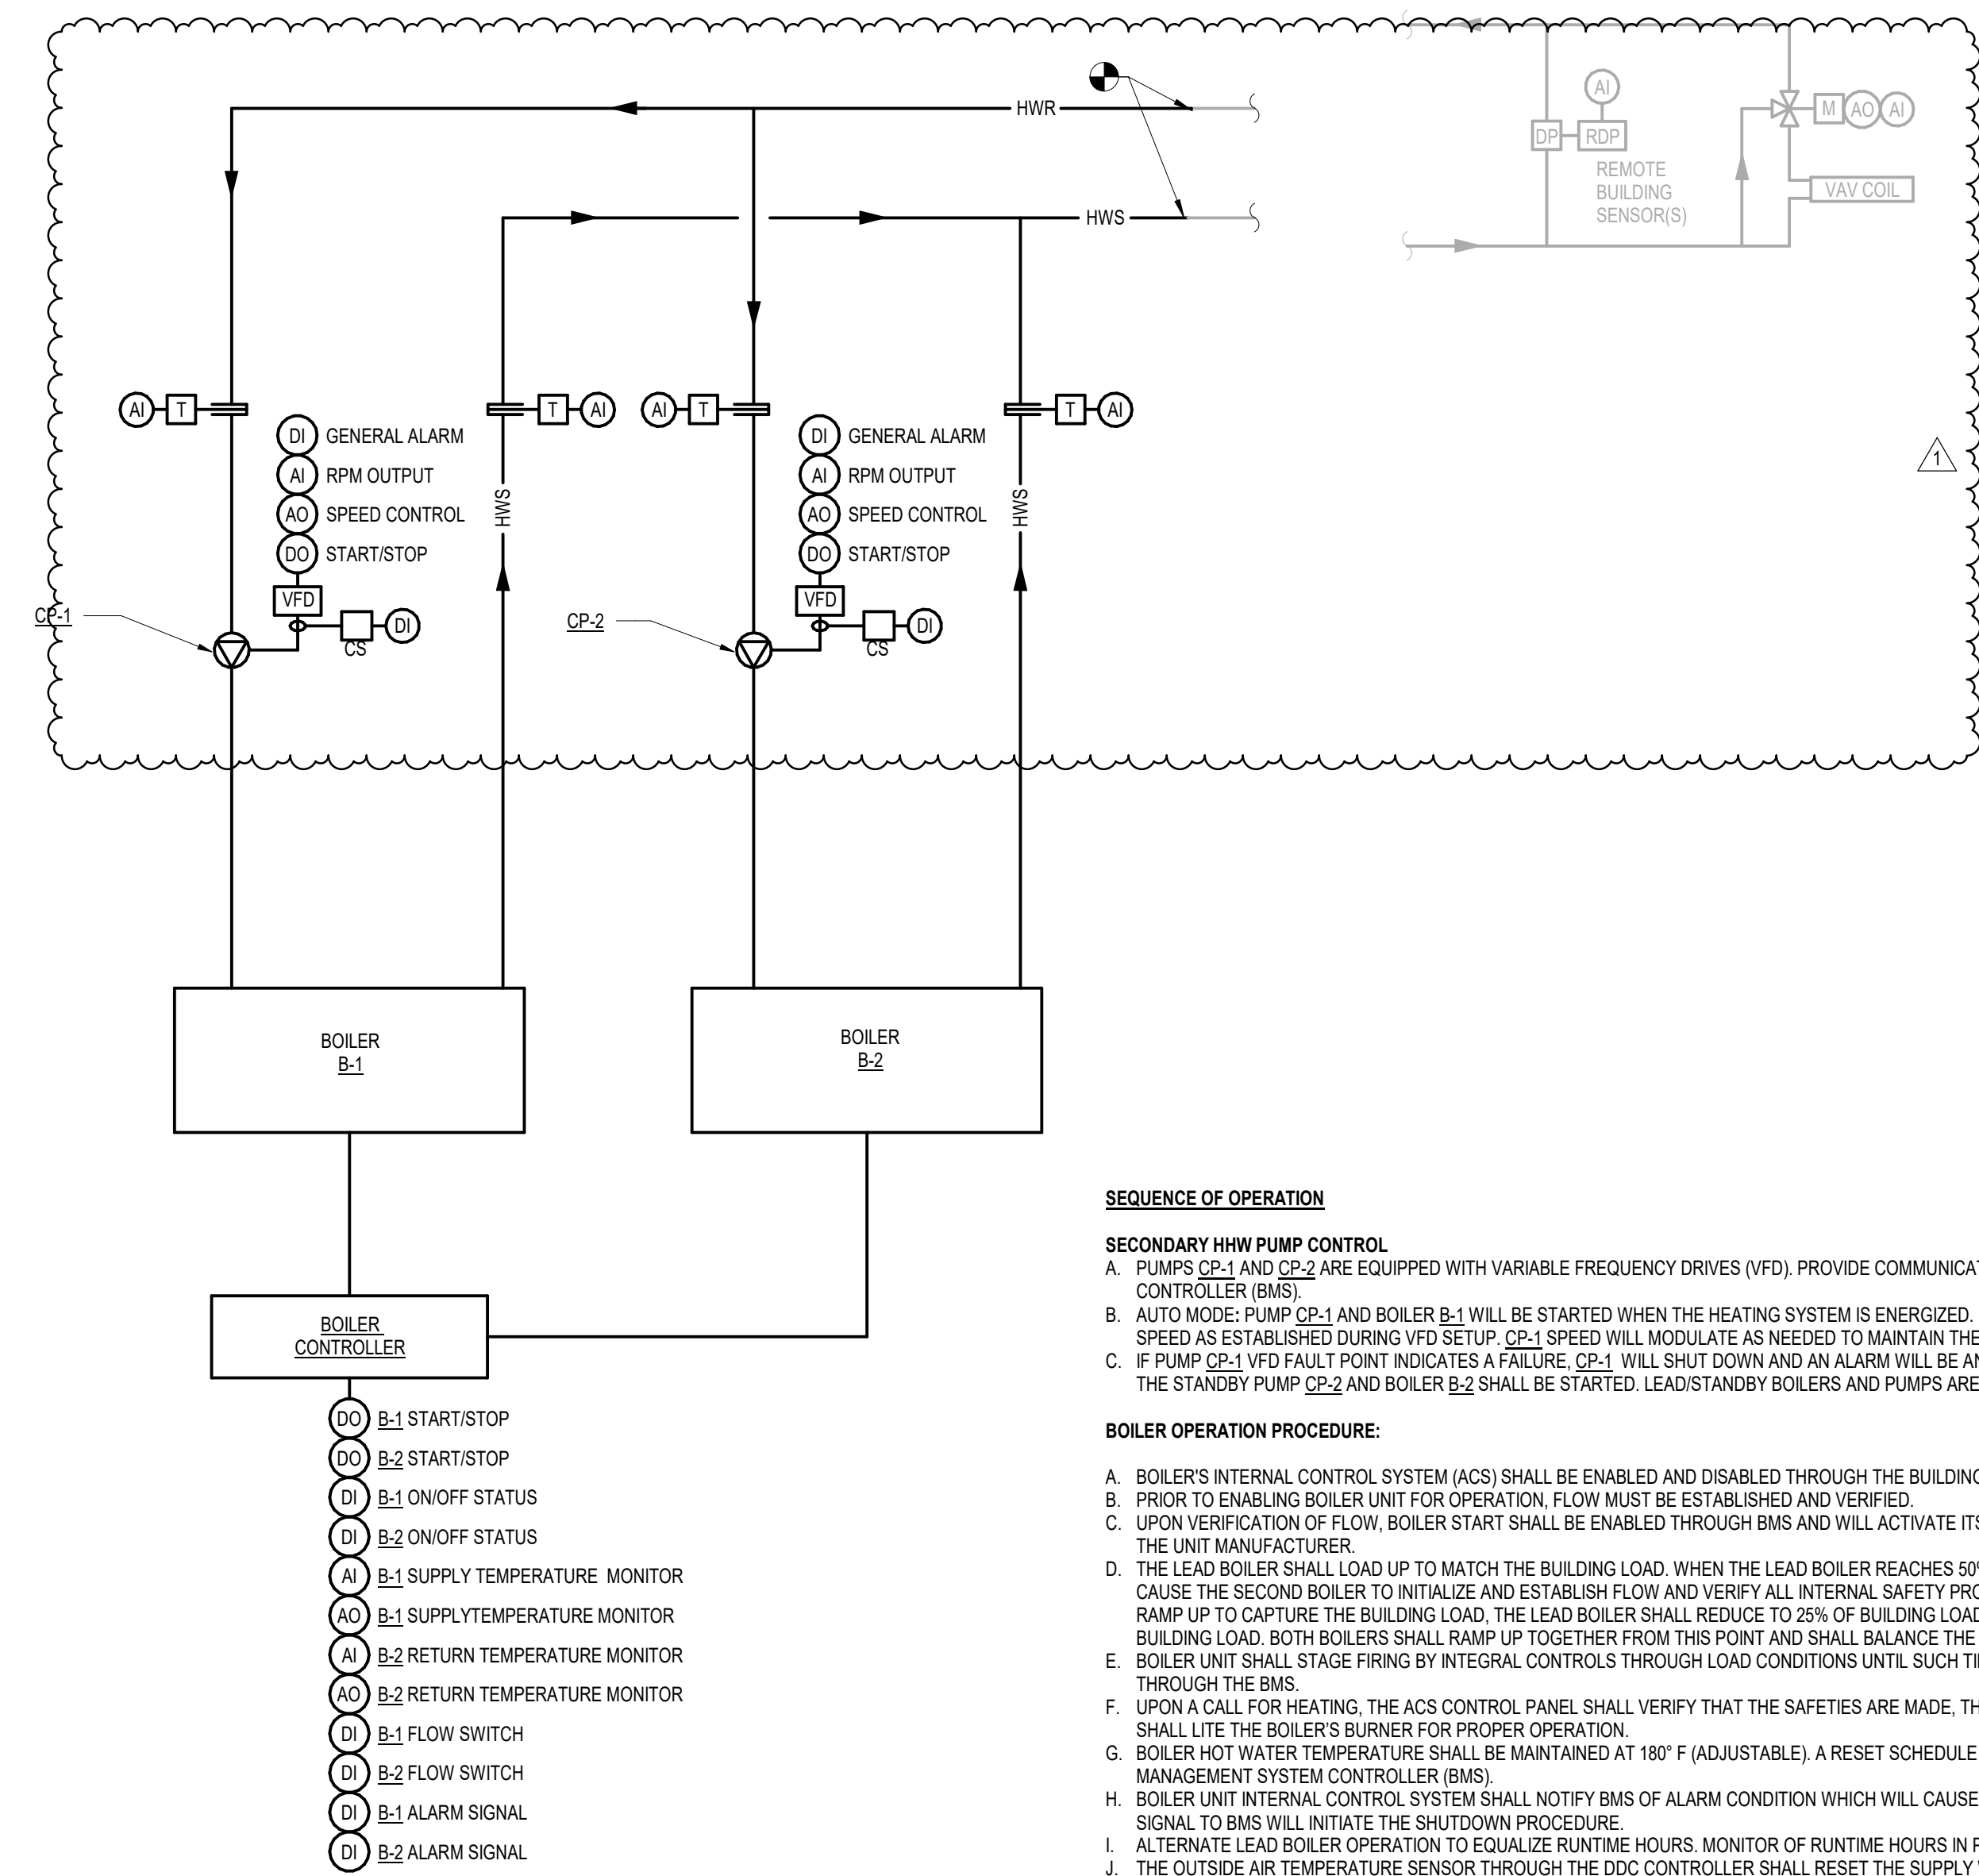 HWR
AI
DP
RDP
M
AO
AI
REMOTE
BUILDING
SENSOR(S)
VAV COIL
HWS
AI
T
T
AI
AI
T
T
AI
DI GENERAL ALARM
AI RPM OUTPUT
AO SPEED CONTROL
DO START/STOP
VFD
CS
DI
HWS
DI GENERAL ALARM
AI RPM OUTPUT
AO SPEED CONTROL
DO START/STOP
VFD
CS
DI
HWS
1
CP-1
CP-2
BOILER
B-1
BOILER
B-2
BOILER
CONTROLLER
DO B-1 START/STOP
DO B-2 START/STOP
DI B-1 ON/OFF STATUS
DI B-2 ON/OFF STATUS
AI B-1 SUPPLY TEMPERATURE MONITOR
AO B-1 SUPPLYTEMPERATURE MONITOR
AI B-2 RETURN TEMPERATURE MONITOR
AO B-2 RETURN TEMPERATURE MONITOR
DI B-1 FLOW SWITCH
DI B-2 FLOW SWITCH
DI B-1 ALARM SIGNAL
DI B-2 ALARM SIGNAL
SEQUENCE OF OPERATION
SECONDARY HHW PUMP CONTROL
A. PUMPS CP-1 AND CP-2 ARE EQUIPPED WITH VARIABLE FREQUENCY DRIVES (VFD). PROVIDE
CONTROLLER (BMS).
B. AUTO MODE: PUMP CP-1 AND BOILER B-1 WILL BE STARTED WHEN THE HEATING SYSTEM IS ENERGIZED.
SPEED AS ESTABLISHED DURING VFD SETUP. CP-1 SPEED WILL MODULATE AS NEEDED TO MAINTAIN THE
C. IF PUMP CP-1 VFD FAULT POINT INDICATES A FAILURE, CP-1 WILL SHUT DOWN AND AN ALARM WILL BE
THE STANDBY PUMP CP-2 AND BOILER B-2 SHALL BE STARTED. LEAD/STANDBY BOILERS AND PUMPS ARE
BOILER OPERATION PROCEDURE:
A. BOILER'S INTERNAL CONTROL SYSTEM (ACS) SHALL BE ENABLED AND DISABLED THROUGH THE BUILDING
B. PRIOR TO ENABLING BOILER UNIT FOR OPERATION, FLOW MUST BE ESTABLISHED AND VERIFIED.
C. UPON VERIFICATION OF FLOW, BOILER START SHALL BE ENABLED THROUGH BMS AND WILL ACTIVATE ITS
THE UNIT MANUFACTURER.
D. THE LEAD BOILER SHALL LOAD UP TO MATCH THE BUILDING LOAD. WHEN THE LEAD BOILER REACHES 50%
CAUSE THE SECOND BOILER TO INITIALIZE AND ESTABLISH FLOW AND VERIFY ALL INTERNAL SAFETY
RAMP UP TO CAPTURE THE BUILDING LOAD, THE LEAD BOILER SHALL REDUCE TO 25% OF BUILDING LOAD
BUILDING LOAD. BOTH BOILERS SHALL RAMP UP TOGETHER FROM THIS POINT AND SHALL BALANCE THE
E. BOILER UNIT SHALL STAGE FIRING BY INTEGRAL CONTROLS THROUGH LOAD CONDITIONS UNTIL SUCH
THROUGH THE BMS.
F. UPON A CALL FOR HEATING, THE ACS CONTROL PANEL SHALL VERIFY THAT THE SAFETIES ARE MADE,
SHALL LITE THE BOILER'S BURNER FOR PROPER OPERATION.
G. BOILER HOT WATER TEMPERATURE SHALL BE MAINTAINED AT 180° F (ADJUSTABLE). A RESET SCHEDULE
MANAGEMENT SYSTEM CONTROLLER (BMS).
H. BOILER UNIT INTERNAL CONTROL SYSTEM SHALL NOTIFY BMS OF ALARM CONDITION WHICH WILL CAUSE
SIGNAL TO BMS WILL INITIATE THE SHUTDOWN PROCEDURE.
I. ALTERNATE LEAD BOILER OPERATION TO EQUALIZE RUNTIME HOURS. MONITOR OF RUNTIME HOURS IN
J. THE OUTSIDE AIR TEMPERATURE SENSOR THROUGH THE DDC CONTROLLER SHALL RESET THE SUPPLY